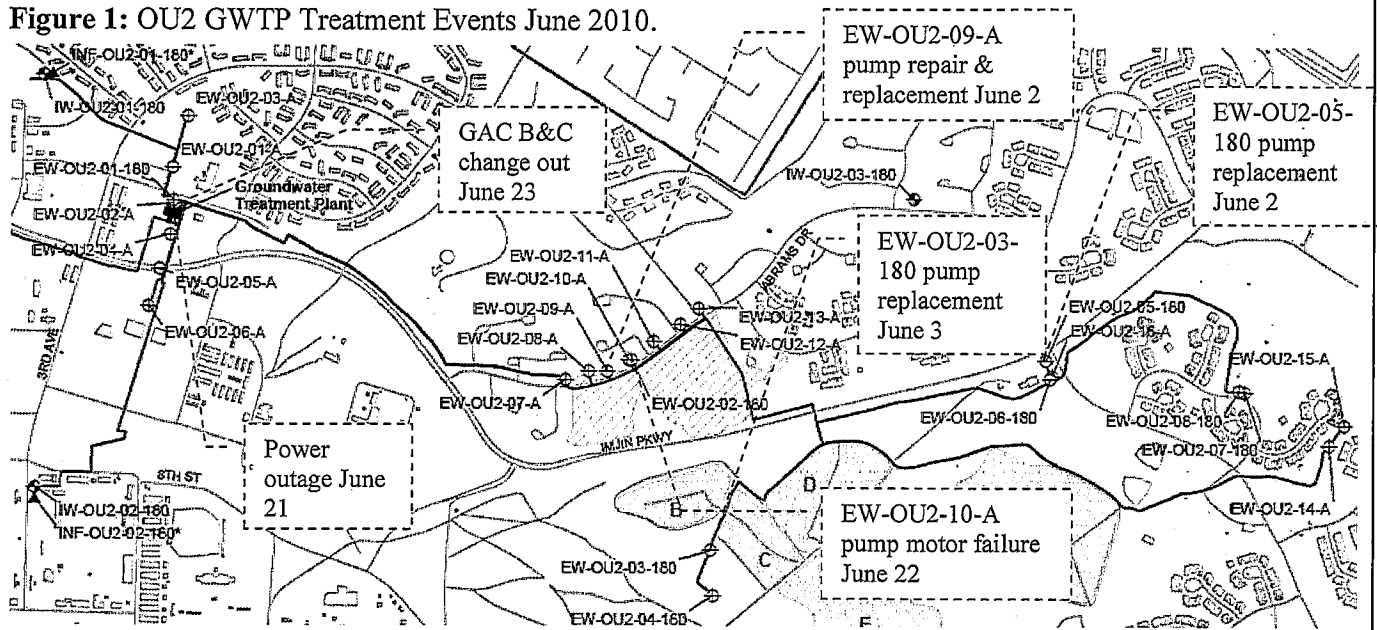 Figure 1: OU2 GWTP Treatment Events June 2010.
EW-OU2-09-A
pump repair &
replacement June 2
EW-OU2-05-
180 pump
replacement
June 2
GAC B&C
change out
June 23
EW-OU2-03-
180 pump
replacement
June 3
Power
outage June
21
EW-OU2-10-A
pump motor failure
June 22
INF-OU2-01-180*
IW-OU2-01-180
EW-OU2-03-A
EW-OU2-01-A
EW-OU2-01-180
Groundwater
Treatment Plant
EW-OU2-02-A
EW-OU2-04-A
EW-OU2-05-A
EW-OU2-06-A
3RD AVE
8TH ST
IW-OU2-02-180
INF-OU2-02-180*
IW-OU2-03-180
ABRAMS DR
EW-OU2-11-A
EW-OU2-10-A
EW-OU2-09-A
EW-OU2-08-A
EW-OU2-07-A
EW-OU2-13-A
EW-OU2-12-A
EW-OU2-02-180
IMJIN PKWY
EW-OU2-05-180
EW-OU2-16-A
EW-OU2-06-180
EW-OU2-15-A
EW-OU2-08-180
EW-OU2-07-180
EW-OU2-14-A
B
D
C
E
EW-OU2-03-180
EW-OU2-04-180